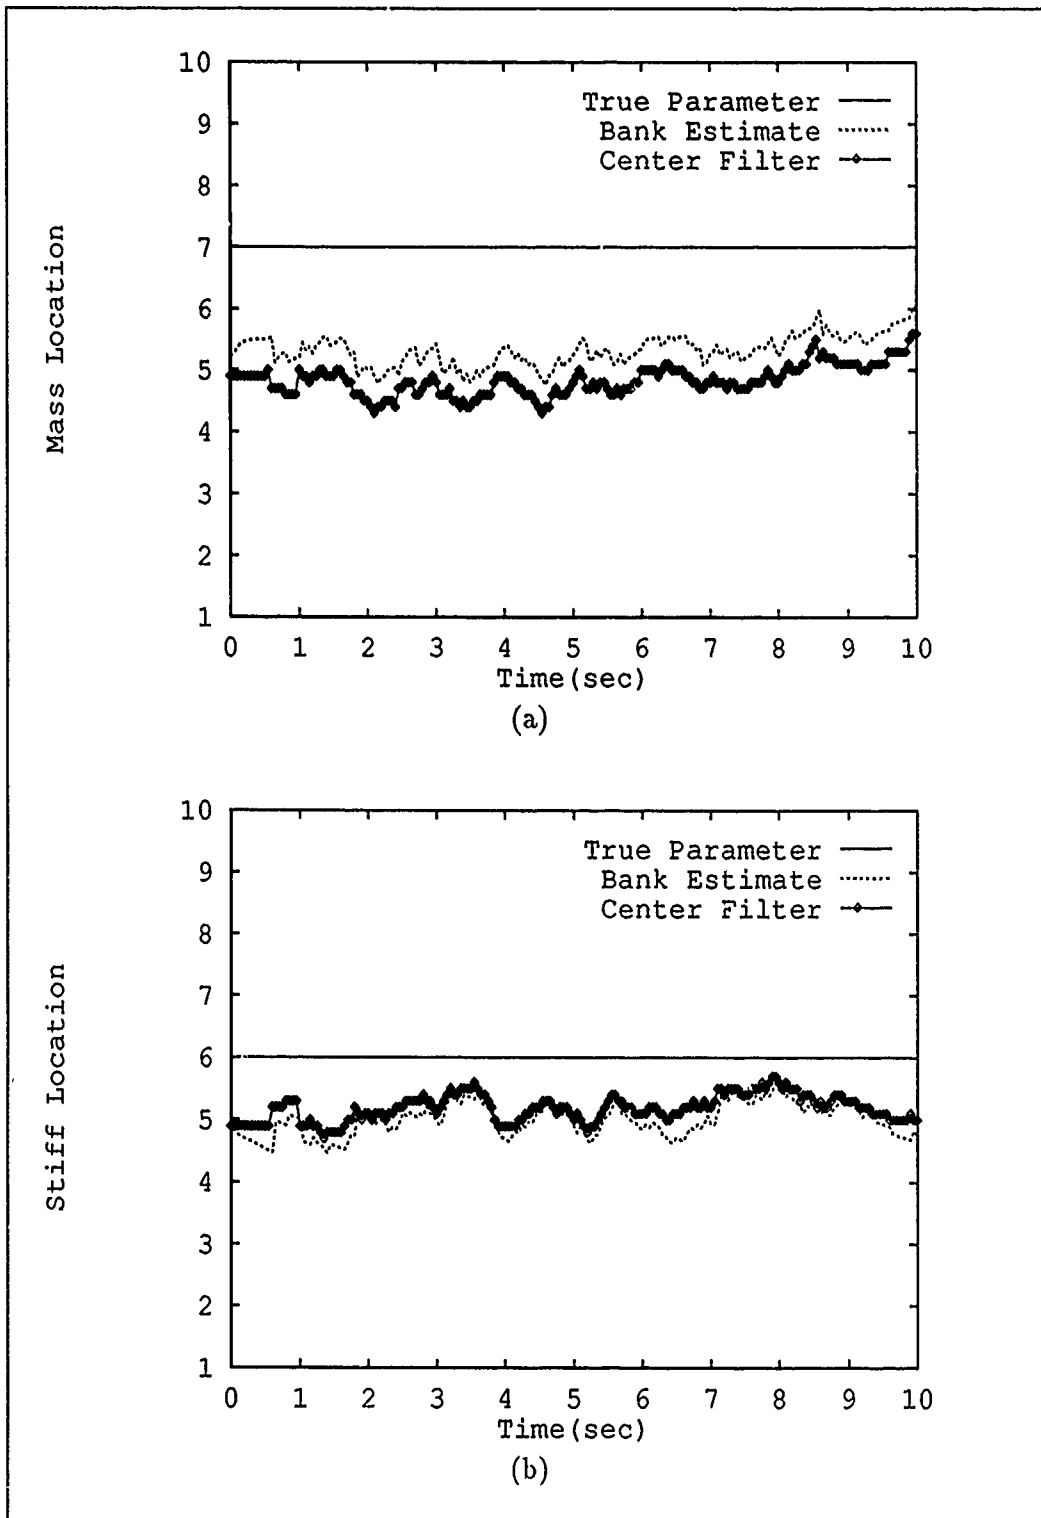 10
9
8
7
6
5
4
3
2
1
Mass Location
True Parameter
Bank Estimate
Center Filter
0 1 2 3 4 5 6 7 8 9 10
Time(sec)
(a)
10
9
8
7
6
5
4
3
2
1
Stiff Location
True Parameter
Bank Estimate
Center Filter
0 1 2 3 4 5 6 7 8 9 10
Time(sec)
(b)